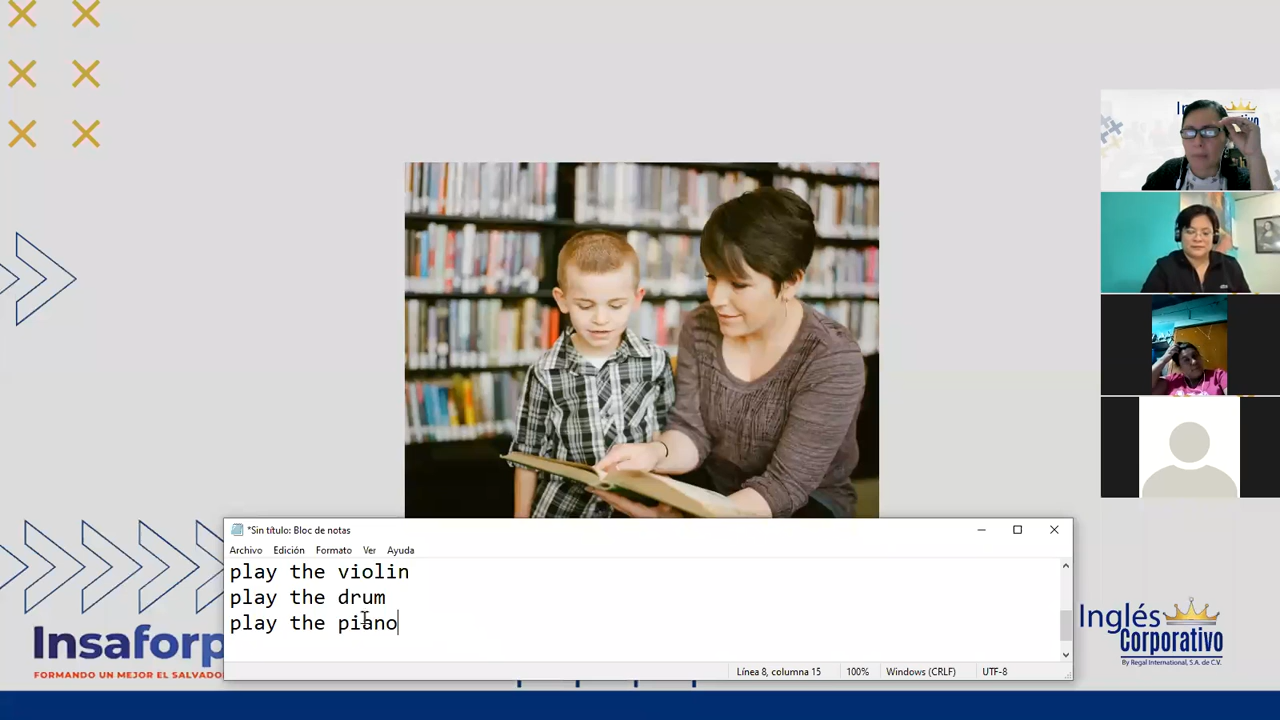 In
ivo
*Sin título: Bloc de notas
Archivo Edición Formato Ver Ayuda
play the violin
play the drum
play the piano
Línea 8, columna 15 100% Windows (CRLF) UTF-8
Insaforp
FORMANDO UN MEJOR EL SALVADOR
Inglés
Corporativo
By Regal International, S.A. de C.V.